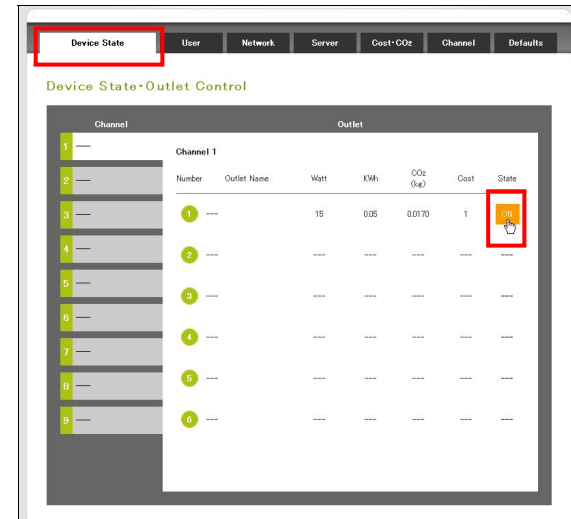 Device State User Network Server Cost・CO2 Channel Defaults
Device State・Outlet Control
Channel Outlet
1 ---
Channel 1
2 ---
Number Outlet Name Watt KWh CO2 (kg) Cost State
3 ---
1 --- 15 0.05 0.0170 1 ON
4 ---
2 --- --- --- --- --- ---
5 ---
3 --- --- --- --- --- ---
6 ---
4 --- --- --- --- --- ---
7 ---
8 ---
5 --- --- --- --- --- ---
9 ---
6 --- --- --- --- --- ---